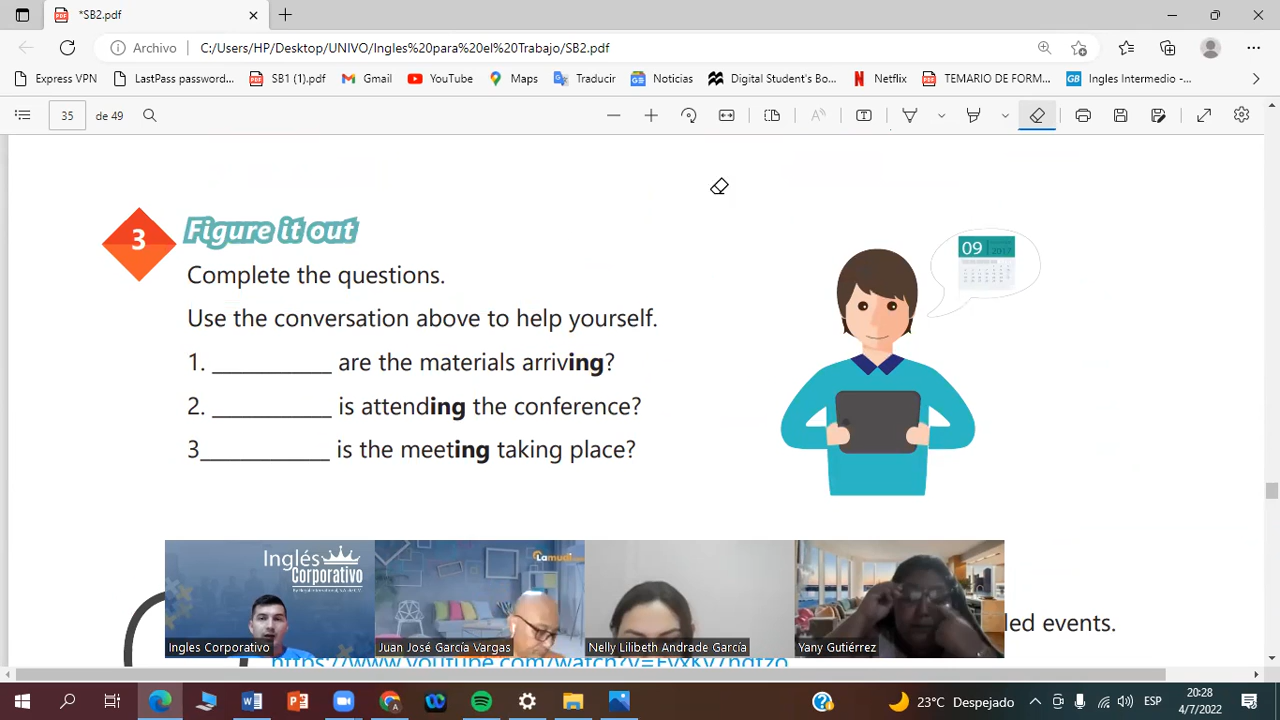 *SB2.pdf
Archivo
C:/Users/HP/Desktop/UNIVO/Ingles%20para%20el%20Trabajo/SB2.pdf
Express VPN
LastPass password...
SB1 (1).pdf
Gmail
YouTube
Maps
Traducir
Noticias
Digital Student's Bo...
Netflix
TEMARIO DE FORM...
Ingles Intermedio -...
35 de 49
3
Figure it out
Complete the questions.
Use the conversation above to help yourself.
1. __________ are the materials arriving?
2. __________ is attending the conference?
3___________ is the meeting taking place?
09
2017
Inglés
Corporativo
Lamudi
Ingles Corporativo
Juan José García Vargas
Nelly Lilibeth Andrade García
Yany Gutiérrez
led events.
23°C Despejado
ESP
20:28
4/7/2022